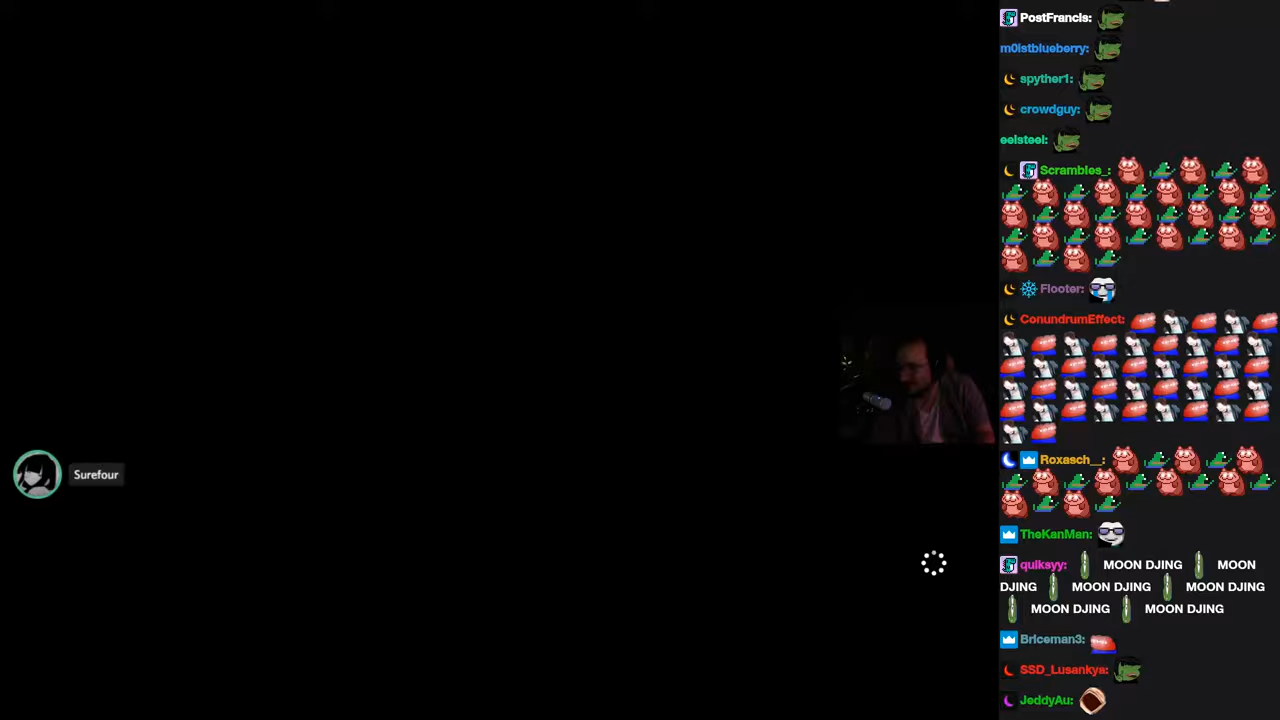 PostFrancis:
m0istblueberry:
spyther1:
crowdguy:
eelsteel:
Scrambles_:
Flooter:
ConundrumEffect:
Surefour
Roxasch__:
TheKanMan:
quiksyy: MOON DJING MOON
DJING MOON DJING MOON DJING
MOON DJING MOON DJING
Briceman3:
SSD_Lusankya:
JeddyAu: